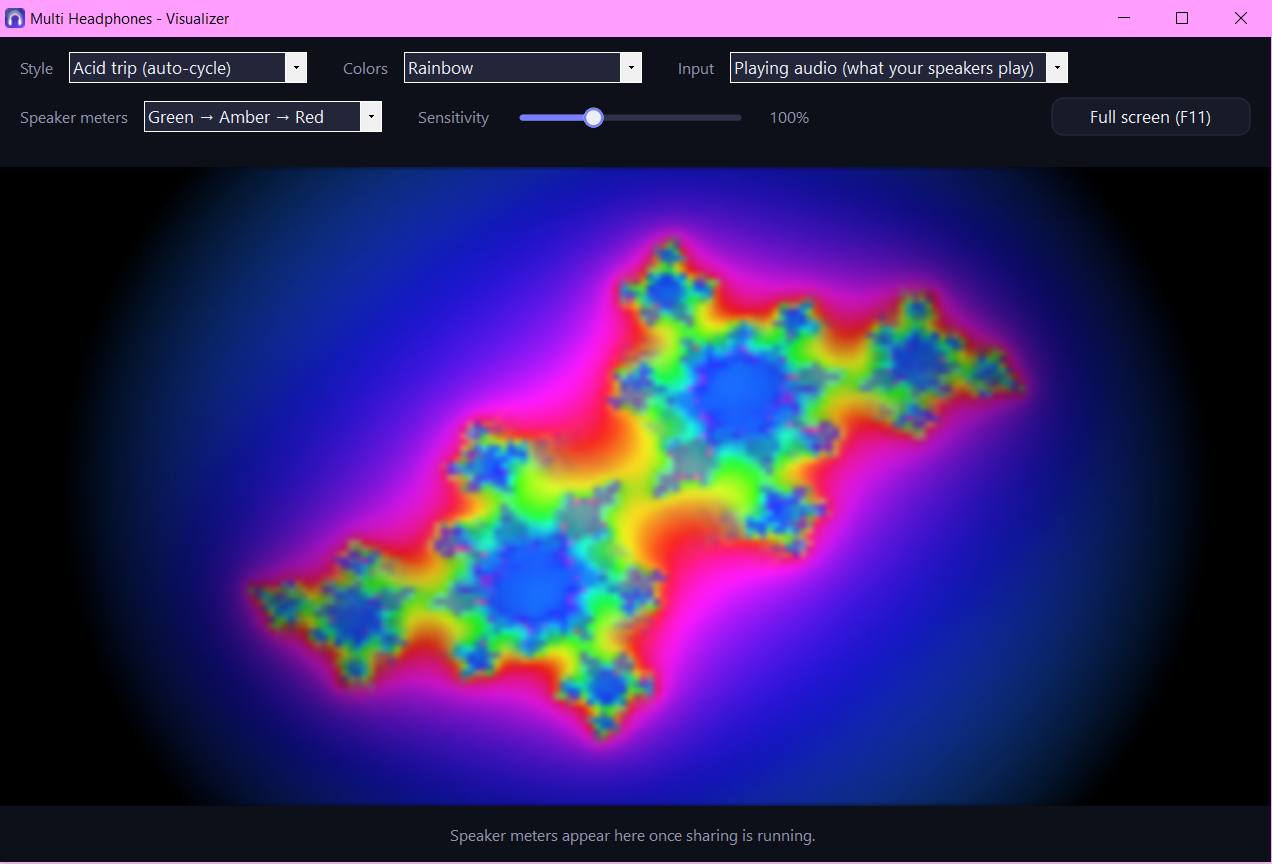 Multi Headphones - Visualizer
Style Acid trip (auto-cycle) Colors Rainbow Input Playing audio (what your speakers play)
Speaker meters Green → Amber → Red Sensitivity 100% Full screen (F11)
Speaker meters appear here once sharing is running.